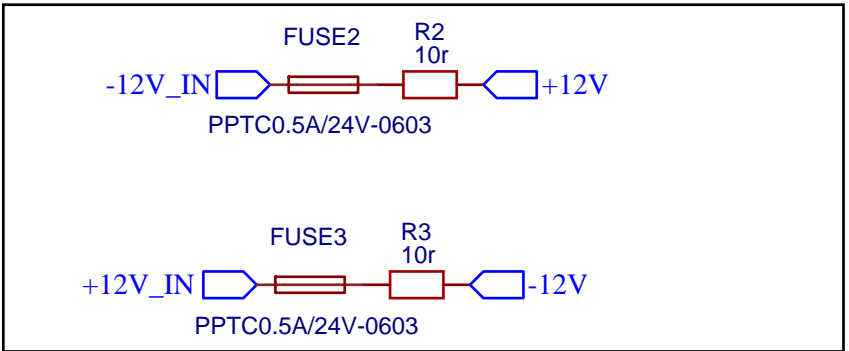 FUSE2
R2
10r
-12V_IN
+12V
PPTC0.5A/24V-0603
FUSE3
R3
10r
+12V_IN
-12V
PPTC0.5A/24V-0603